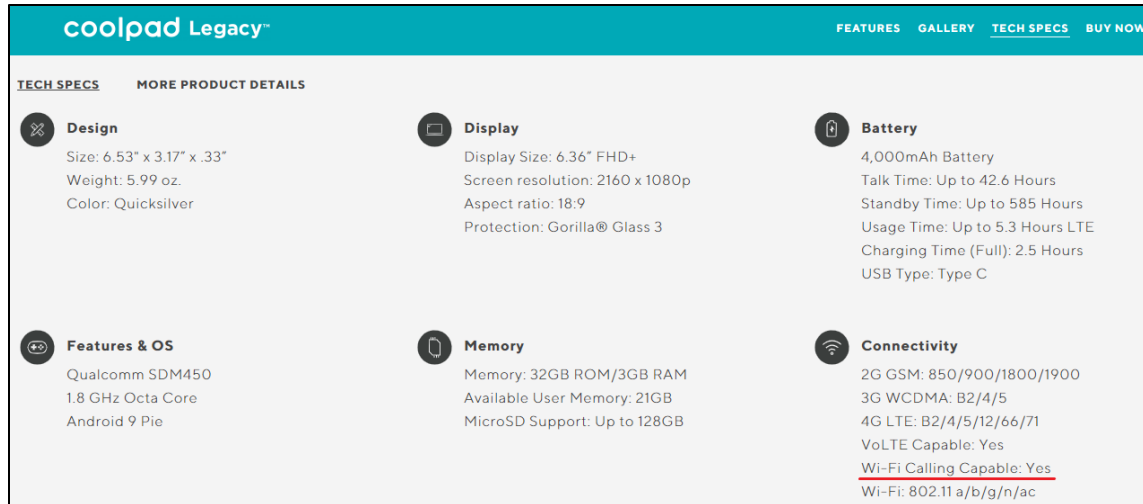 coolpad Legacy™
FEATURES GALLERY TECH SPECS BUY NOW
TECH SPECS MORE PRODUCT DETAILS
Design
Size: 6.53" x 3.17” x .33”
Weight: 5.99 oz.
Color: Quicksilver
Display
Display Size: 6.36” FHD+
Screen resolution: 2160 x 1080p
Aspect ratio: 18:9
Protection: Gorilla® Glass 3
Battery
4,000mAh Battery
Talk Time: Up to 42.6 Hours
Standby Time: Up to 585 Hours
Usage Time: Up to 5.3 Hours LTE
Charging Time (Full): 2.5 Hours
USB Type: Type C
Features & OS
Qualcomm SDM450
1.8 GHz Octa Core
Android 9 Pie
Memory
Memory: 32GB ROM/3GB RAM
Available User Memory: 21GB
MicroSD Support: Up to 128GB
Connectivity
2G GSM: 850/900/1800/1900
3G WCDMA: B2/4/5
4G LTE: B2/4/5/12/66/71
VoLTE Capable: Yes
Wi-Fi Calling Capable: Yes
Wi-Fi: 802.11 a/b/g/n/ac